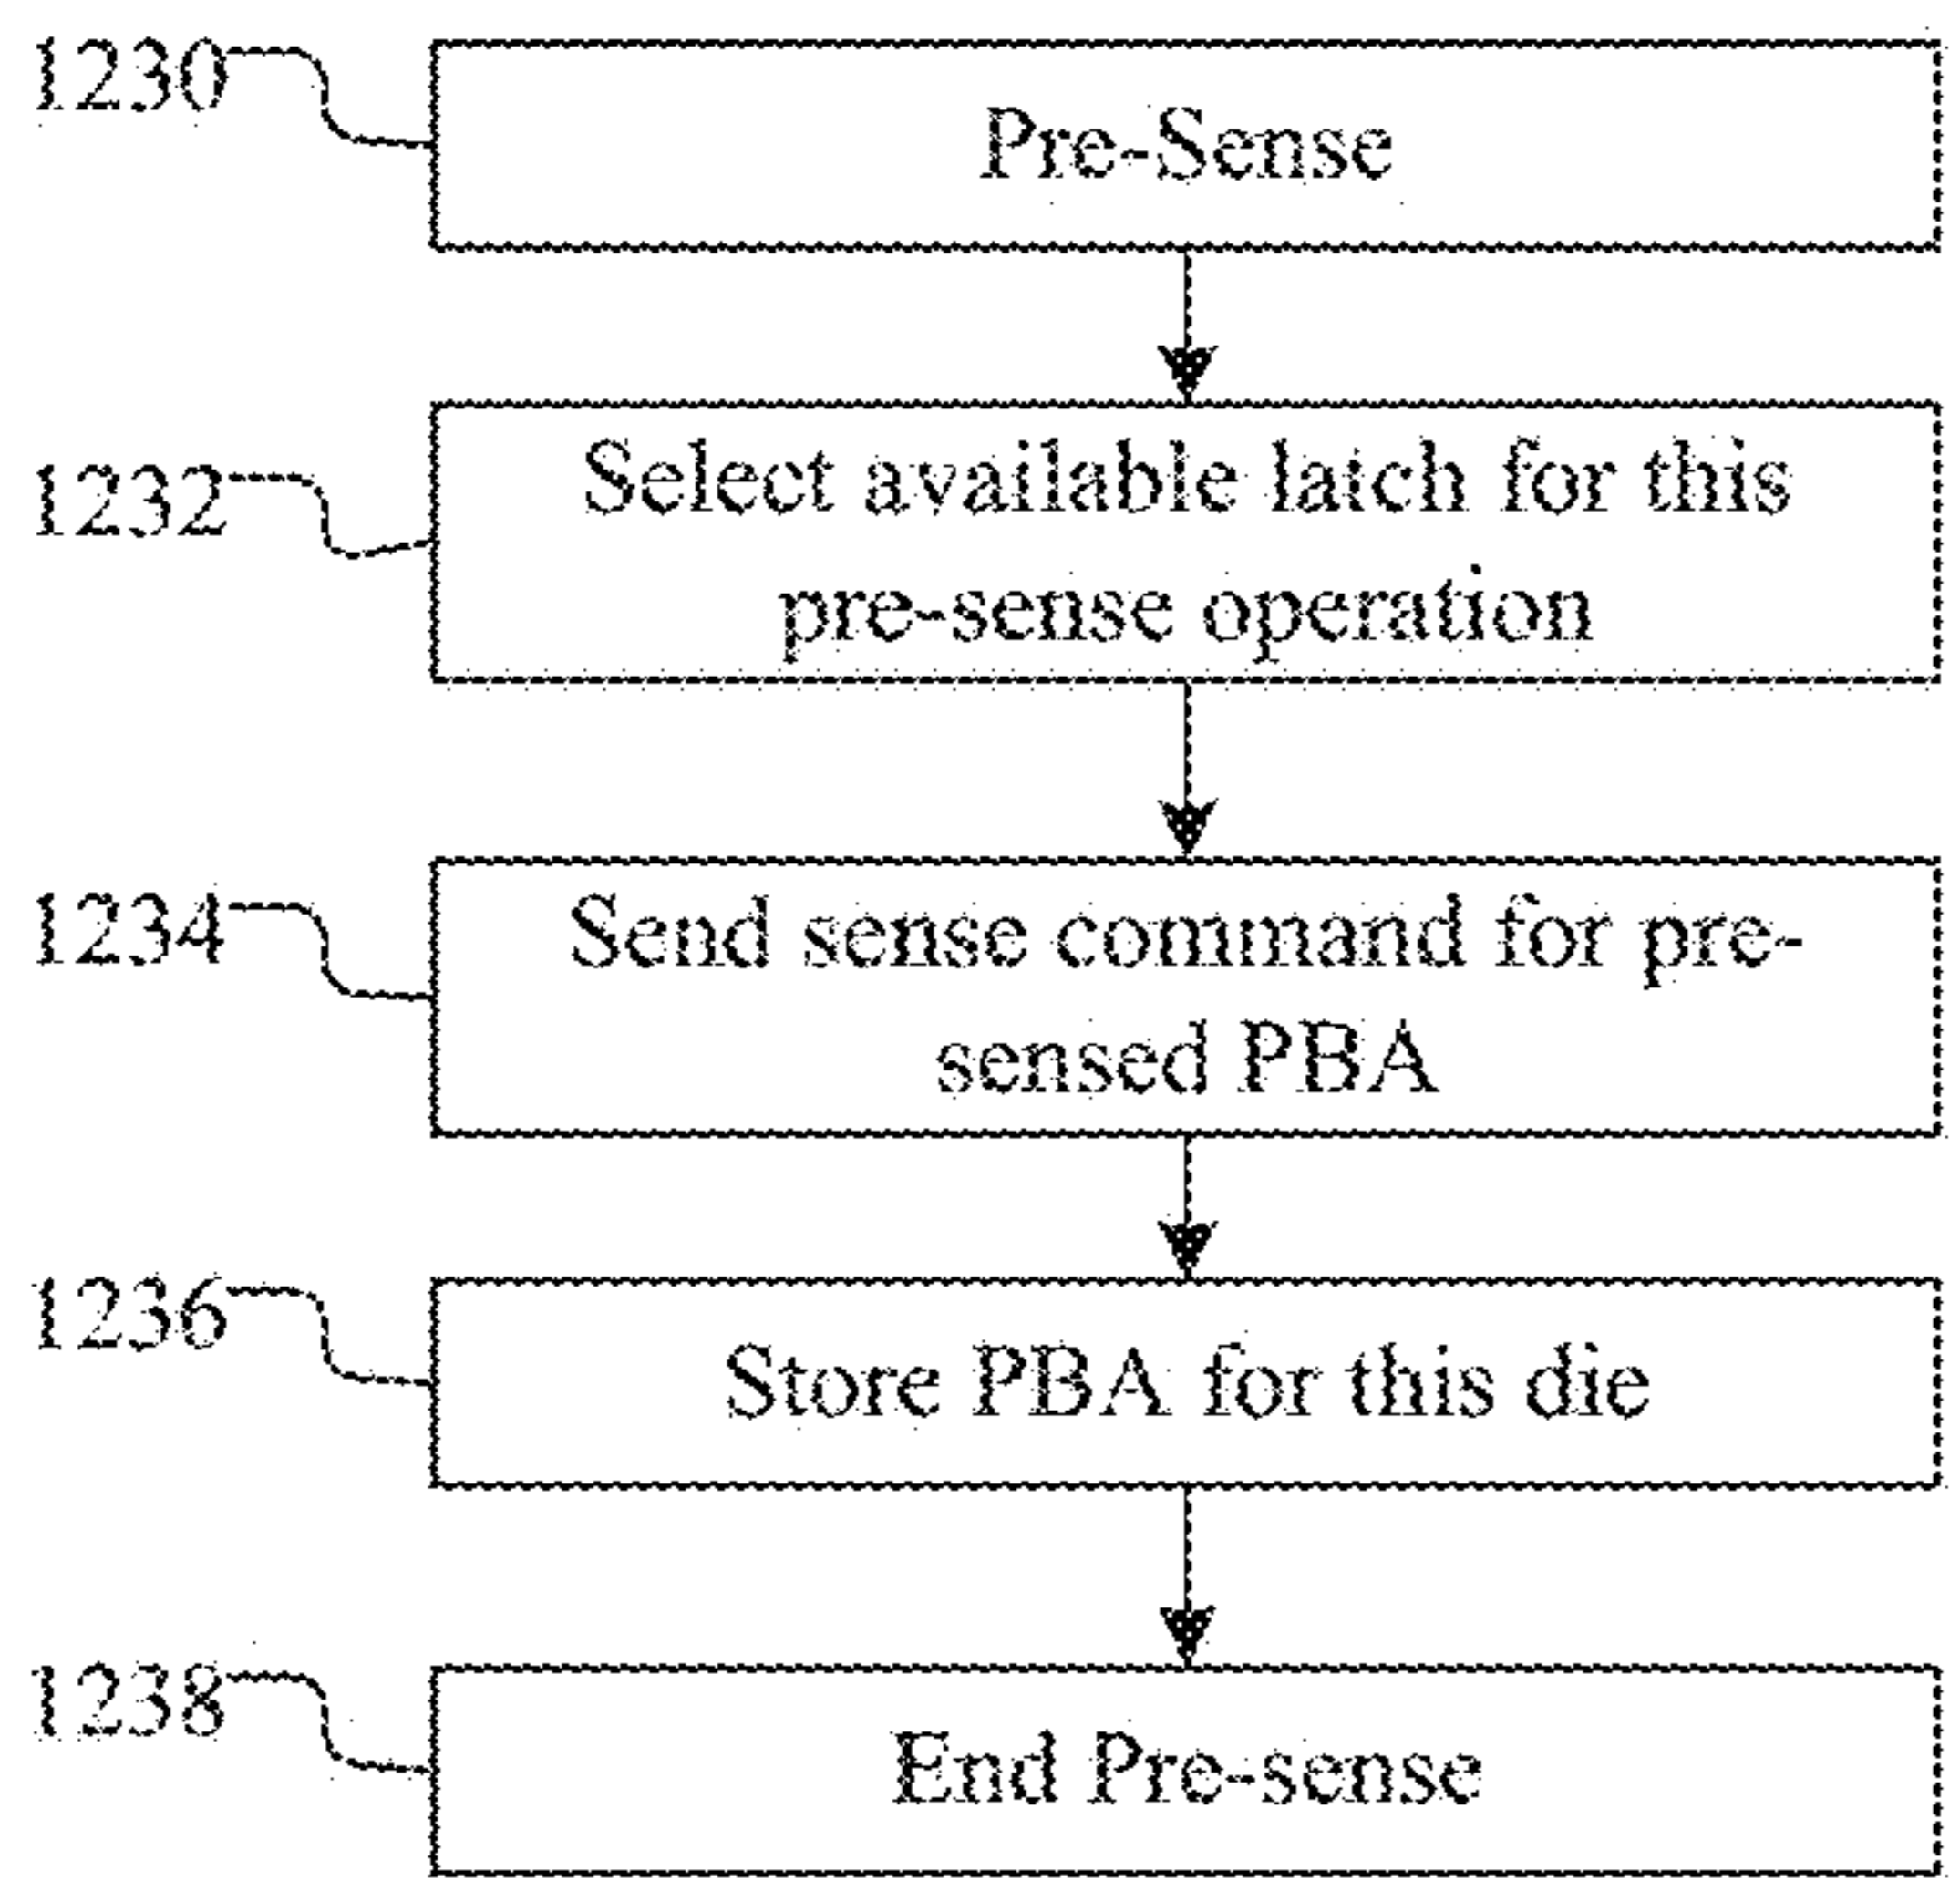 1230
Pre-Sense
1232
Select available latch for this
pre-sense operation
1234
Send sense command for pre-
sensed PBA
1236
Store PBA for this die
1238
End Pre-sense